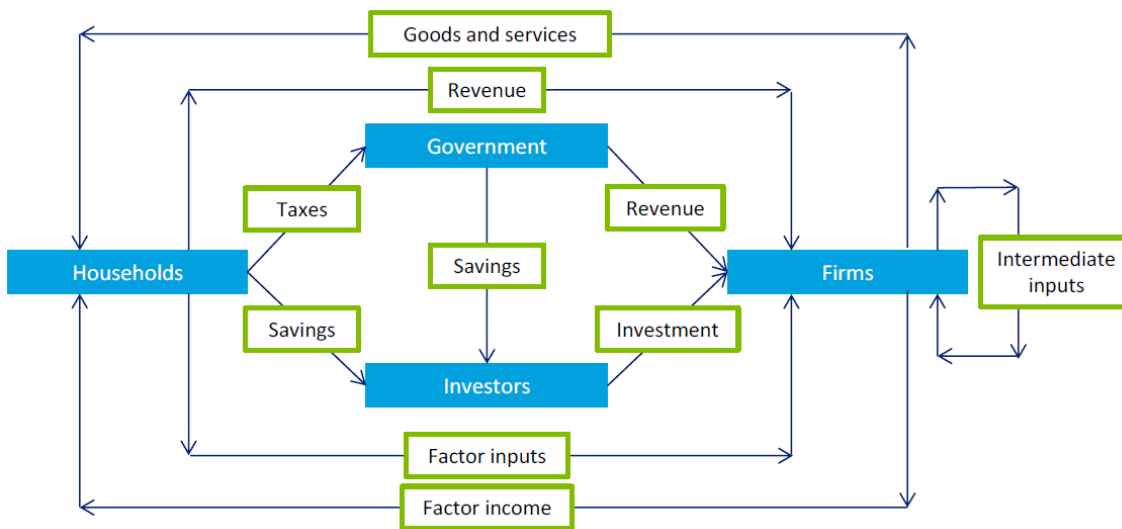 Goods and services
Revenue
Government
Taxes
Revenue
Households
Savings
Firms
Intermediate
inputs
Savings
Investment
Investors
Factor inputs
Factor income